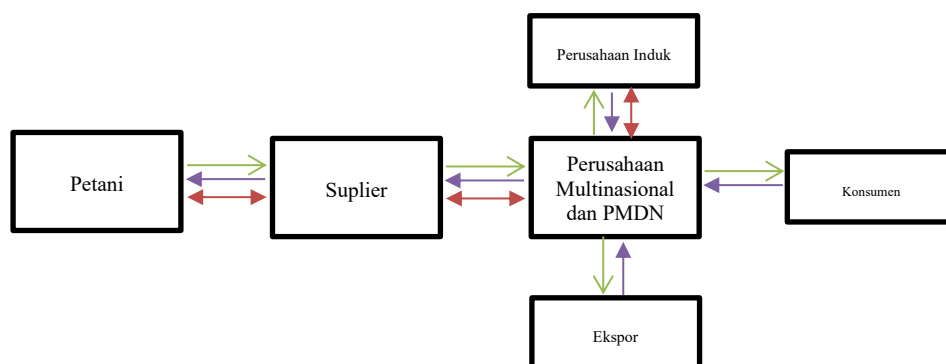 Perusahaan Induk
Petani
Suplier
Perusahaan
Multinasional
dan PMDN
Konsumen
Ekspor